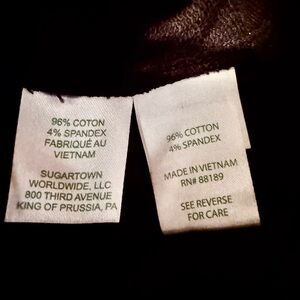 96% COTON
4% SPANDEX
FABRIQUÉ AU
VIETNAM
SUGARTOWN
WORLDWIDE, LLC
800 THIRD AVENUE
KING OF PRUSSIA, PA
96% COTTON
4% SPANDEX
MADE IN VIETNAM
RN# 88189
SEE REVERSE
FOR CARE